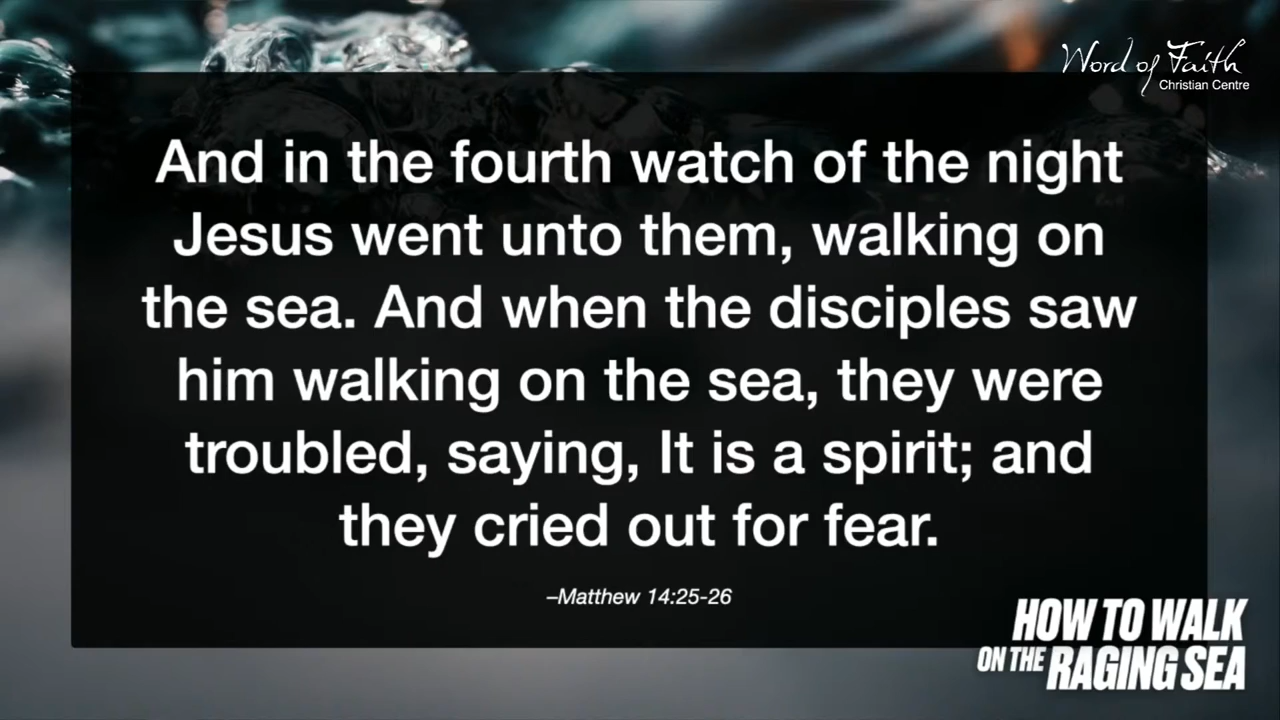 Word of Faith
Christian Centre
And in the fourth watch of the night
Jesus went unto them, walking on
the sea. And when the disciples saw
him walking on the sea, they were
troubled, saying, It is a spirit; and
they cried out for fear.
–Matthew 14:25-26
HOW TO WALK
ON THE RAGING SEA